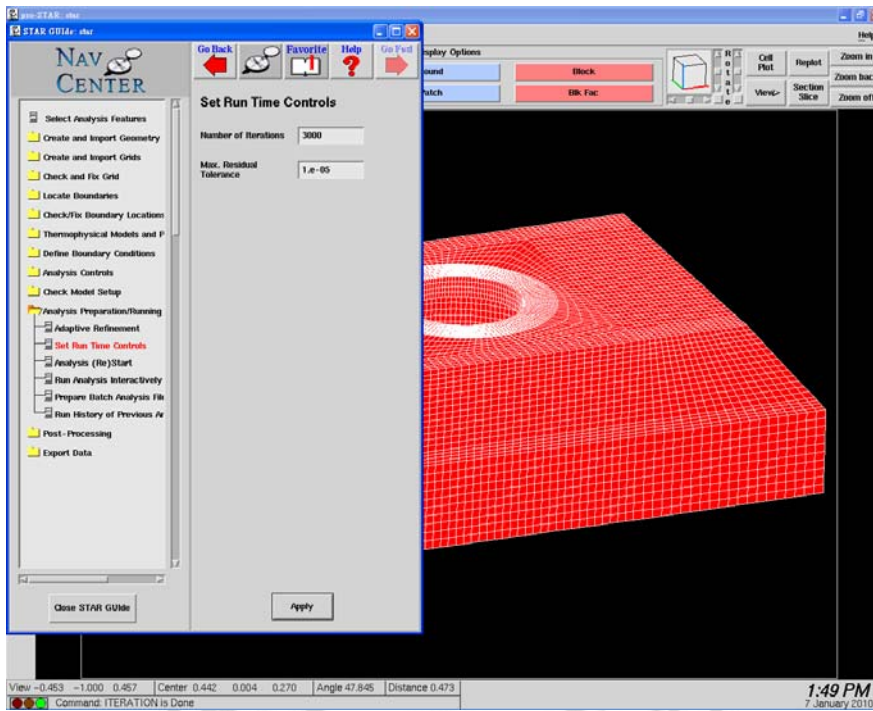 pro-STAR: star
STAR GUIde: star
Help
NAV CENTER
Go Back
Favorite
Help
Go Fwd
Display Options
Block
Blk Fac
Rotate
Cell Plot
Replot
Zoom in
View->
Section Slice
Zoom bac
Zoom off
Set Run Time Controls
Number of Iterations 3000
Max. Residual Tolerance 1.e-05
Select Analysis Features
Create and Import Geometry
Create and Import Grids
Check and Fix Grid
Locate Boundaries
Check/Fix Boundary Locations
Thermophysical Models and P
Define Boundary Conditions
Analysis Controls
Check Model Setup
Analysis Preparation/Running
Adaptive Refinement
Set Run Time Controls
Analysis (Re)Start
Run Analysis Interactively
Prepare Batch Analysis File
Run History of Previous An
Post-Processing
Export Data
Close STAR GUIde
Apply
View -0.453 -1.000 0.457 Center 0.442 0.004 0.270 Angle 47.845 Distance 0.473
1:49 PM
Command: ITERATION is Done
7 January 2010